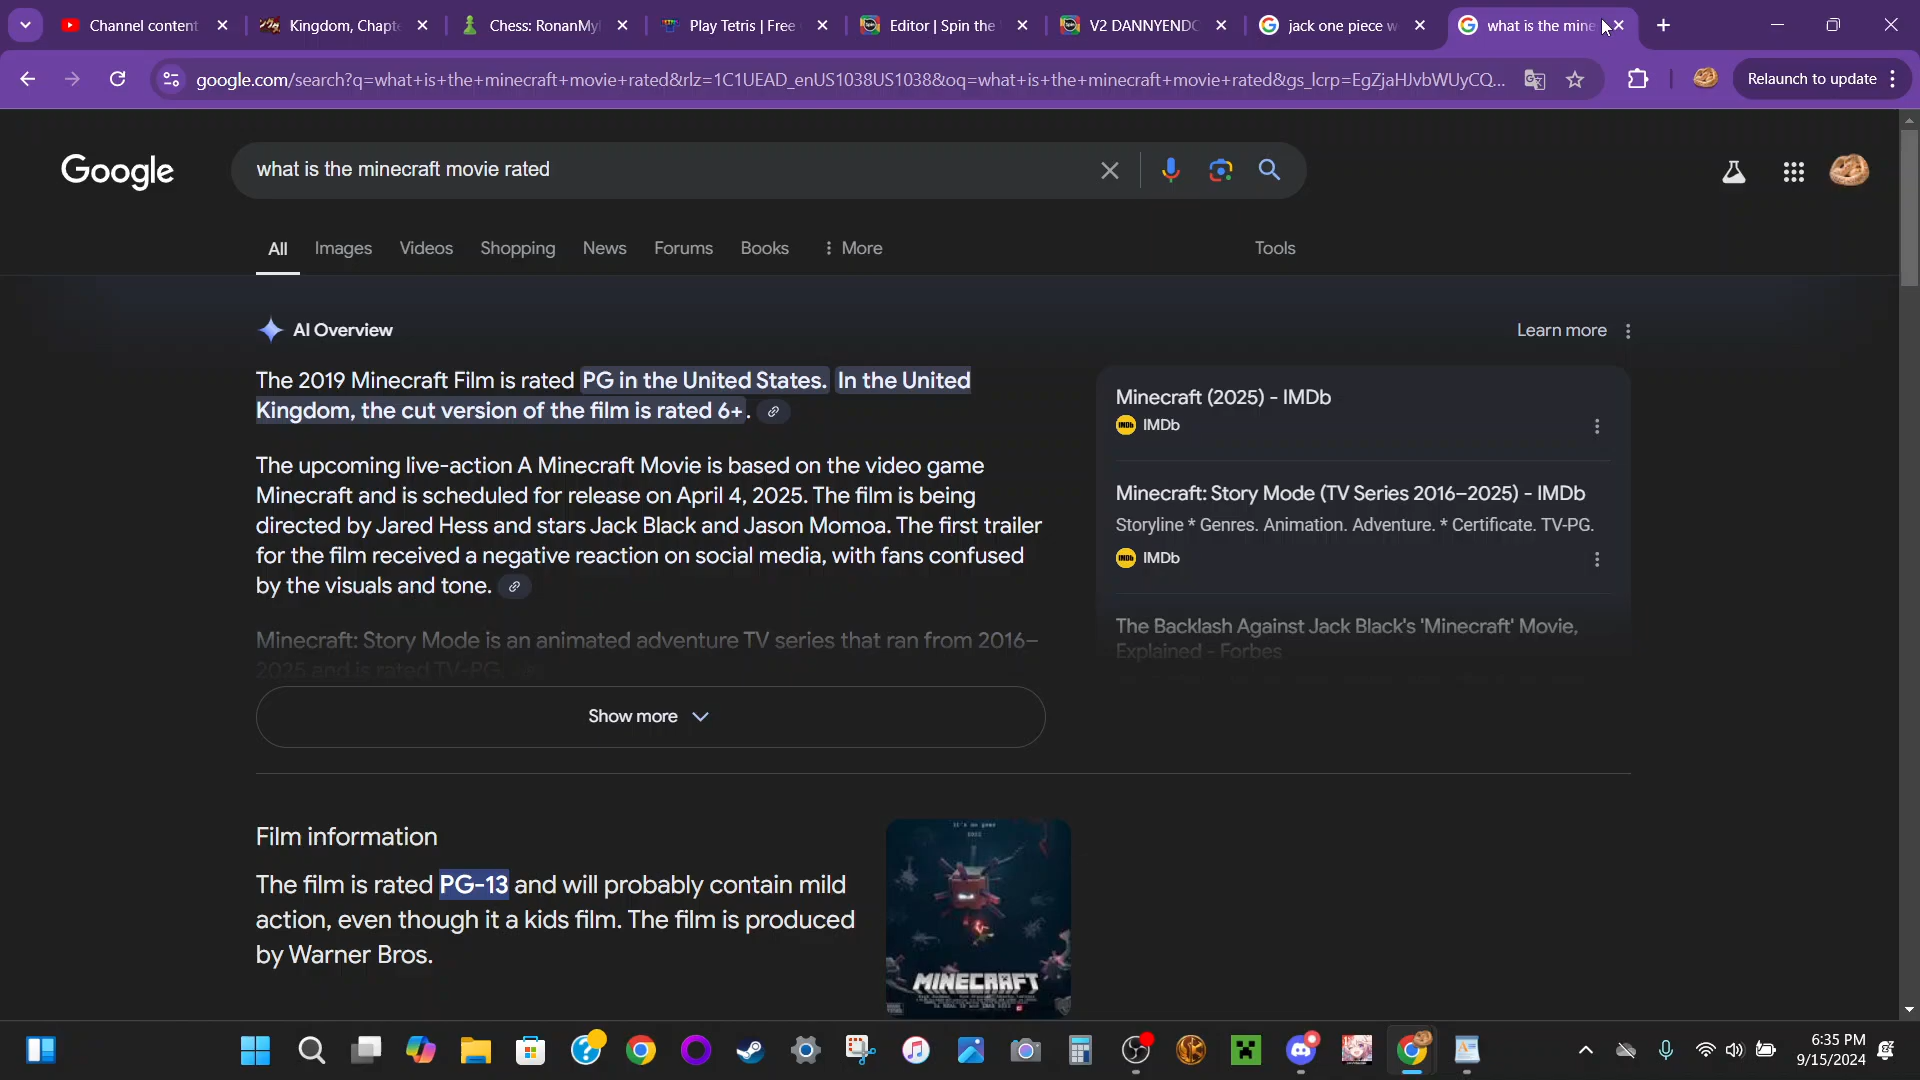 Channel content
Kingdom, Chapt
Chess: RonanMy
Play Tetris | Free
Editor | Spin the
V2 DANNYENDO
jack one piece w
what is the mine
google.com/search?q=what+is+the+minecraft+movie+rated&rlz=1C1UEAD_enUS1038US1038&oq=what+is+the+minecraft+movie+rated&gs_lcrp=EgZjaHJvbWUyCQ...
Relaunch to update
Google
what is the minecraft movie rated
All
Images
Videos
Shopping
News
Forums
Books
More
Tools
AI Overview
Learn more
The 2019 Minecraft Film is rated PG in the United States. In the United
Kingdom, the cut version of the film is rated 6+.
The upcoming live-action A Minecraft Movie is based on the video game
Minecraft and is scheduled for release on April 4, 2025. The film is being
directed by Jared Hess and stars Jack Black and Jason Momoa. The first trailer
for the film received a negative reaction on social media, with fans confused
by the visuals and tone.
Minecraft: Story Mode is an animated adventure TV series that ran from 2016–
2025 and is rated TV-PG.
Show more
Minecraft (2025) - IMDb
IMDb
Minecraft: Story Mode (TV Series 2016–2025) - IMDb
Storyline * Genres. Animation. Adventure. * Certificate. TV-PG.
IMDb
The Backlash Against Jack Black's 'Minecraft' Movie,
Explained - Forbes
Film information
The film is rated PG-13 and will probably contain mild
action, even though it a kids film. The film is produced
by Warner Bros.
MINECRAFT
6:35 PM
9/15/2024